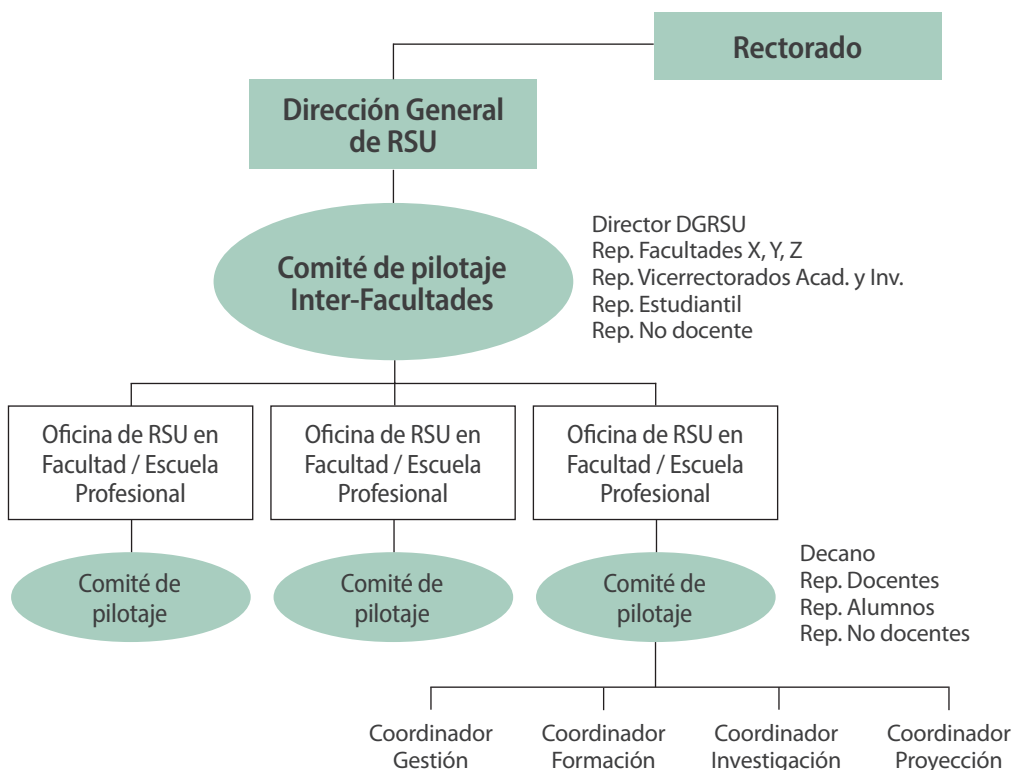 Rectorado
Dirección General
de RSU
Comité de pilotaje
Inter-Facultades
Director DGRSU
Rep. Facultades X, Y, Z
Rep. Vicerrectorados Acad. y Inv.
Rep. Estudiantil
Rep. No docente
Oficina de RSU en
Facultad / Escuela
Profesional
Oficina de RSU en
Facultad / Escuela
Profesional
Oficina de RSU en
Facultad / Escuela
Profesional
Comité de
pilotaje
Comité de
pilotaje
Comité de
pilotaje
Decano
Rep. Docentes
Rep. Alumnos
Rep. No docentes
Coordinador
Gestión
Coordinador
Formación
Coordinador
Investigación
Coordinador
Proyección